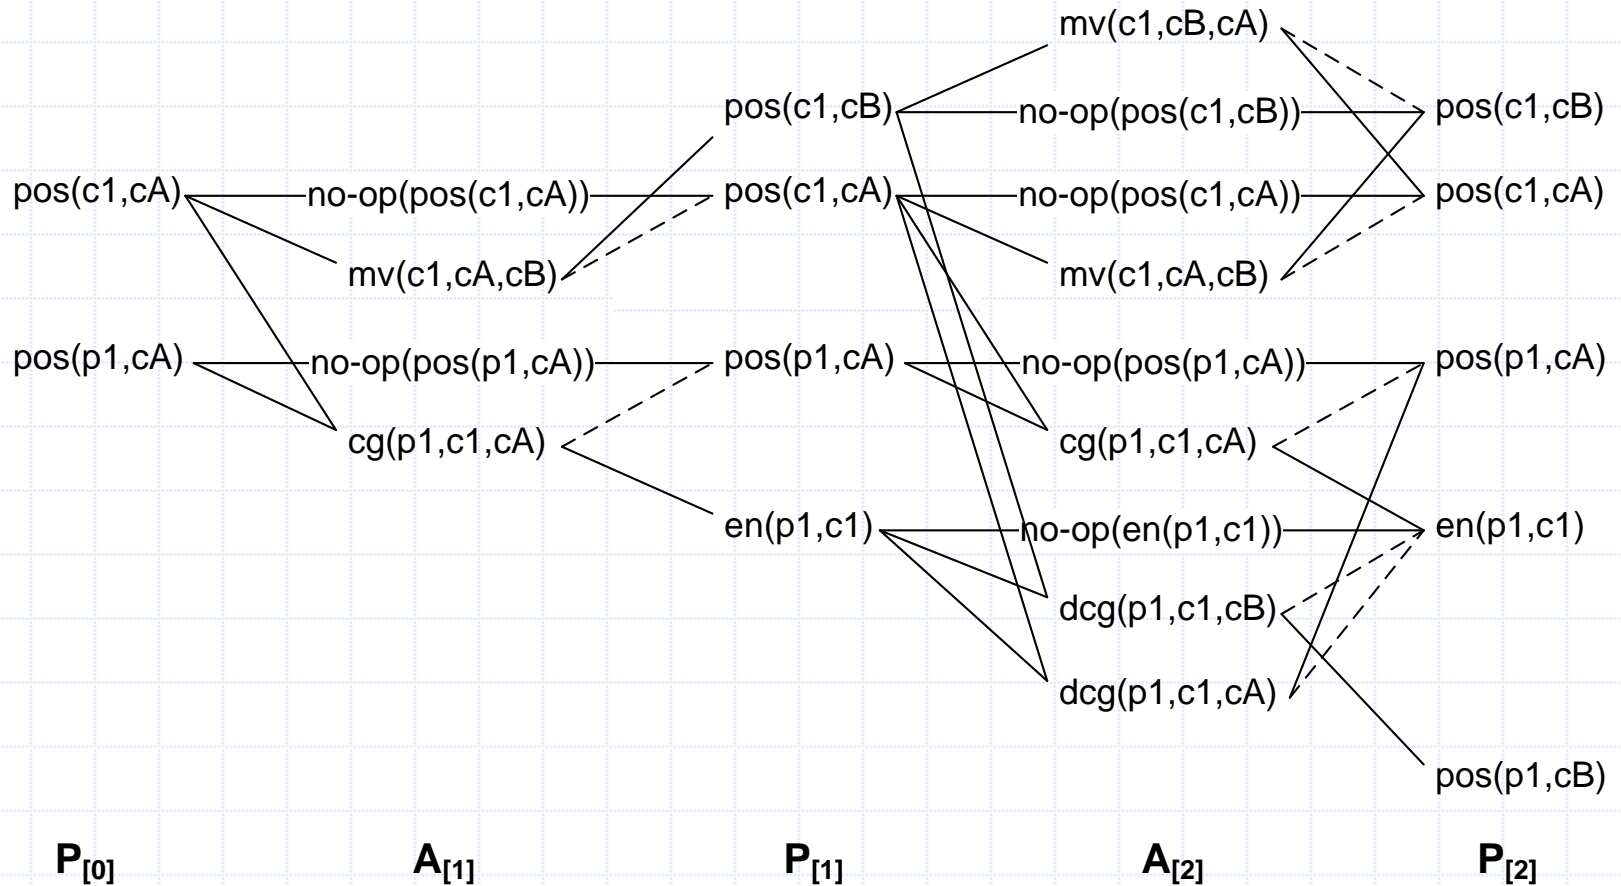 mv(c1,cB,cA)
pos(c1,cB)
no-op(pos(c1,cB))
pos(c1,cB)
pos(c1,cA)
no-op(pos(c1,cA))
pos(c1,cA)
no-op(pos(c1,cA))
pos(c1,cA)
mv(c1,cA,cB)
mv(c1,cA,cB)
pos(p1,cA)
no-op(pos(p1,cA))
pos(p1,cA)
no-op(pos(p1,cA))
pos(p1,cA)
cg(p1,c1,cA)
cg(p1,c1,cA)
en(p1,c1)
no-op(en(p1,c1))
en(p1,c1)
dcg(p1,c1,cB)
dcg(p1,c1,cA)
pos(p1,cB)
P[0] A[1] P[1] A[2] P[2]